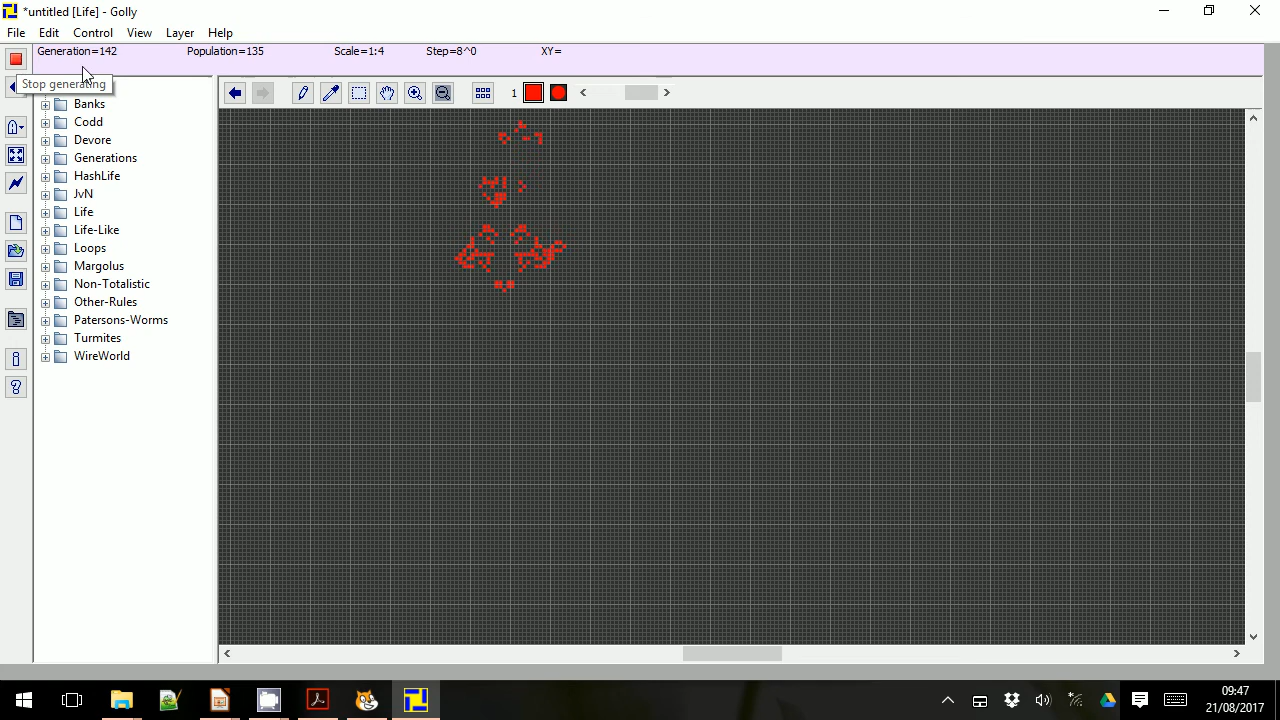 *untitled [Life] - Golly
File Edit Control View Layer Help
Generation=142 Population=135 Scale=1:4 Step=8^0 XY=
Stop generating
1
Banks
Codd
Devore
Generations
HashLife
JvN
Life
Life-Like
Loops
Margolus
Non-Totalistic
Other-Rules
Patersons-Worms
Turmites
WireWorld
09:47
21/08/2017